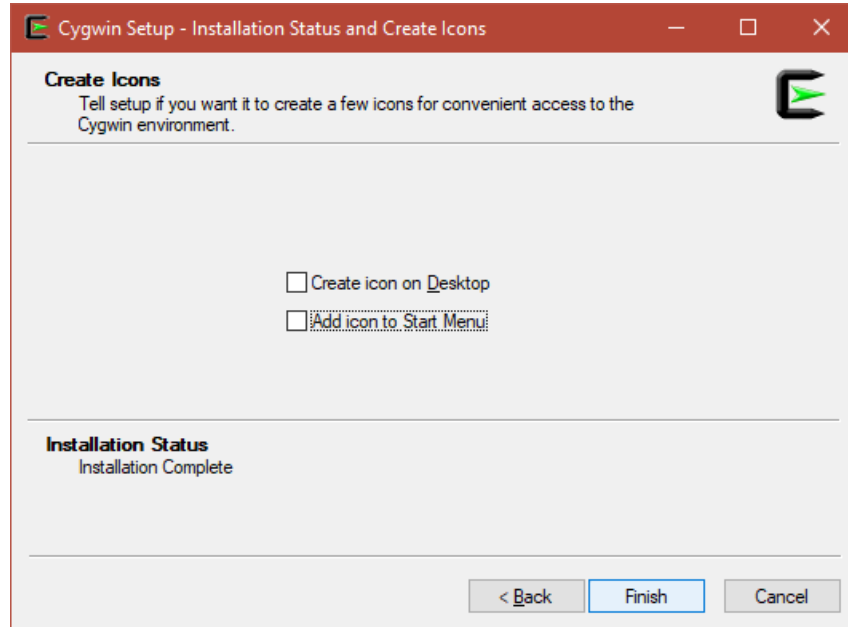 Cygwin Setup - Installation Status and Create Icons
Create Icons
Tell setup if you want it to create a few icons for convenient access to the
Cygwin environment.
Create icon on Desktop
Add icon to Start Menu
Installation Status
Installation Complete
< Back
Finish
Cancel